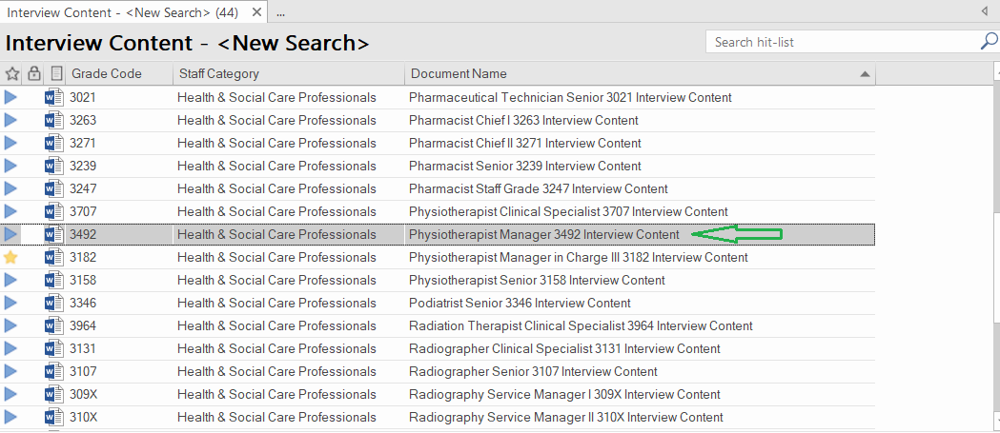 Interview Content - <New Search> (44) ...
Interview Content - <New Search>
Search hit-list
Grade Code Staff Category Document Name
3021 Health & Social Care Professionals Pharmaceutical Technician Senior 3021 Interview Content
3263 Health & Social Care Professionals Pharmacist Chief I 3263 Interview Content
3271 Health & Social Care Professionals Pharmacist Chief II 3271 Interview Content
3239 Health & Social Care Professionals Pharmacist Senior 3239 Interview Content
3247 Health & Social Care Professionals Pharmacist Staff Grade 3247 Interview Content
3707 Health & Social Care Professionals Physiotherapist Clinical Specialist 3707 Interview Content
3492 Health & Social Care Professionals Physiotherapist Manager 3492 Interview Content
3182 Health & Social Care Professionals Physiotherapist Manager in Charge III 3182 Interview Content
3158 Health & Social Care Professionals Physiotherapist Senior 3158 Interview Content
3346 Health & Social Care Professionals Podiatrist Senior 3346 Interview Content
3964 Health & Social Care Professionals Radiation Therapist Clinical Specialist 3964 Interview Content
3131 Health & Social Care Professionals Radiographer Clinical Specialist 3131 Interview Content
3107 Health & Social Care Professionals Radiographer Senior 3107 Interview Content
309X Health & Social Care Professionals Radiography Service Manager I 309X Interview Content
310X Health & Social Care Professionals Radiography Service Manager II 310X Interview Content